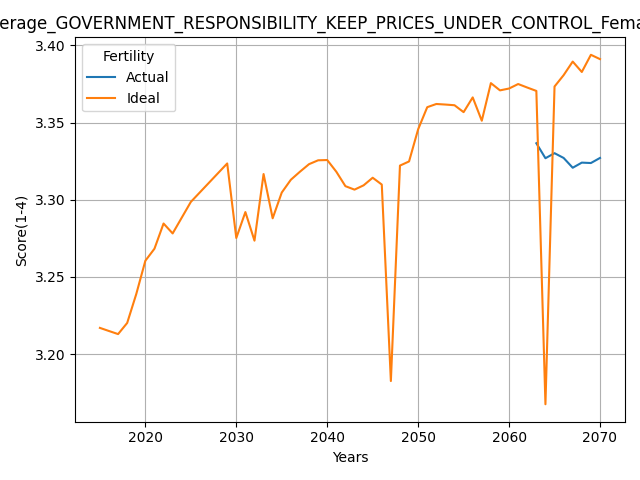 erage_GOVERNMENT_RESPONSIBILITY_KEEP_PRICES_UNDER_CONTROL_Fema
Fertility
Actual
Ideal
Score(1-4)
3.40
3.35
3.30
3.25
3.20
2020 2030 2040 2050 2060 2070
Years